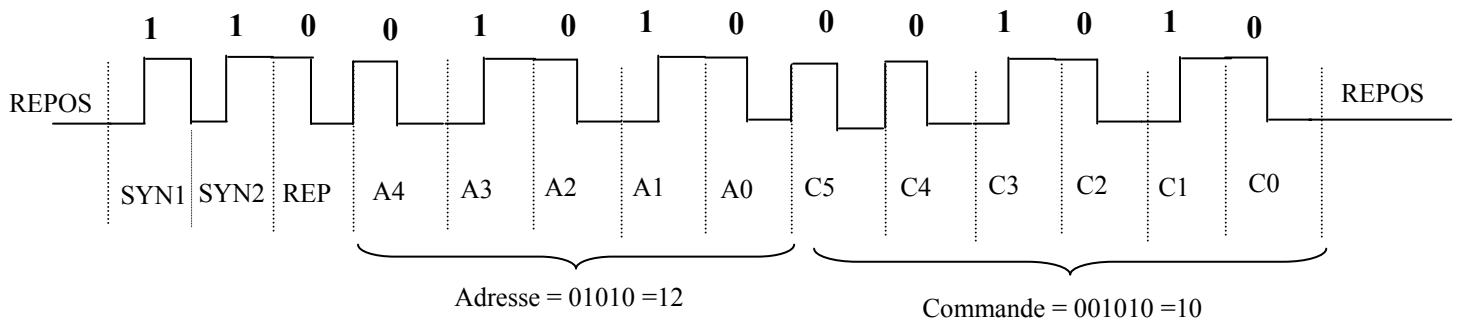 1 1 0 0 1 0 1 0 0 0 1 0 1 0
REPOS REPOS
SYN1 SYN2 REP A4 A3 A2 A1 A0 C5 C4 C3 C2 C1 C0
Adresse = 01010 =12 Commande = 001010 =10